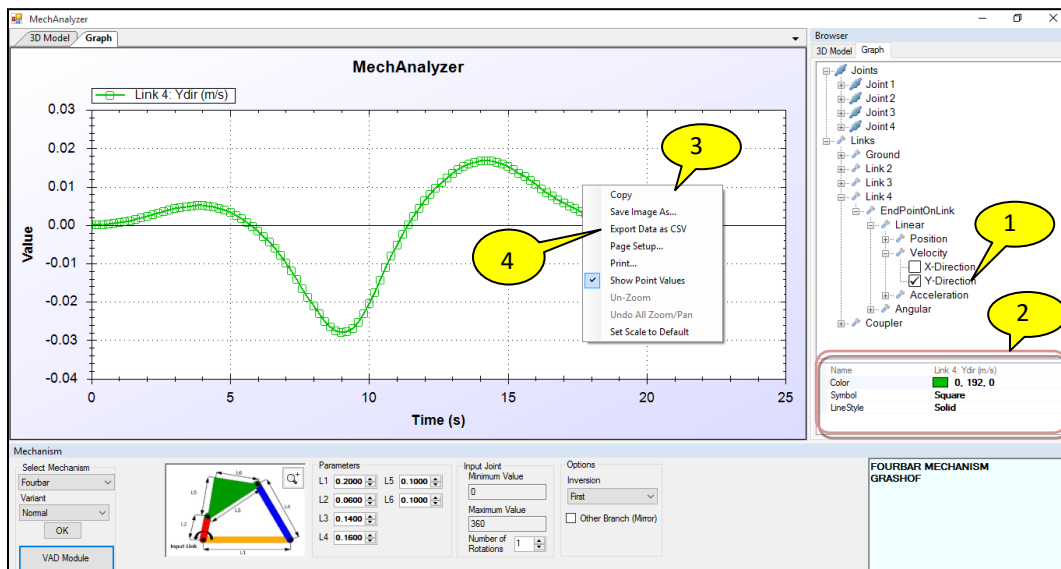 MechAnalyzer
3D Model Graph
MechAnalyzer
Link 4: Ydir (m/s)
0.03
0.02
0.01
0.00
-0.01
-0.02
-0.03
-0.04
Value
0 5 10 15 20 25
Time (s)
3
Copy
Save Image As...
Export Data as CSV
Page Setup...
Print...
Show Point Values
Un-Zoom
Undo All Zoom/Pan
Set Scale to Default
4
Browser
3D Model Graph
Joints
Joint 1
Joint 2
Joint 3
Joint 4
Links
Ground
Link 2
Link 3
Link 4
EndPointOnLink
Linear
Position
Velocity
X-Direction
Y-Direction
Acceleration
Angular
Coupler
1
2
Name Link 4: Ydir (m/s)
Color 0, 192, 0
Symbol Square
LineStyle Solid
Mechanism
Select Mechanism
Fourbar
Variant
Normal
OK
VAD Module
L6
L5
L3
L4
L2
Input Link
L1
Parameters
L1 0.2000 L5 0.1000
L2 0.0600 L6 0.1000
L3 0.1400
L4 0.1600
Input Joint
Minimum Value
0
Maximum Value
360
Number of
Rotations 1
Options
Inversion
First
Other Branch (Mirror)
FOURBAR MECHANISM
GRASHOF